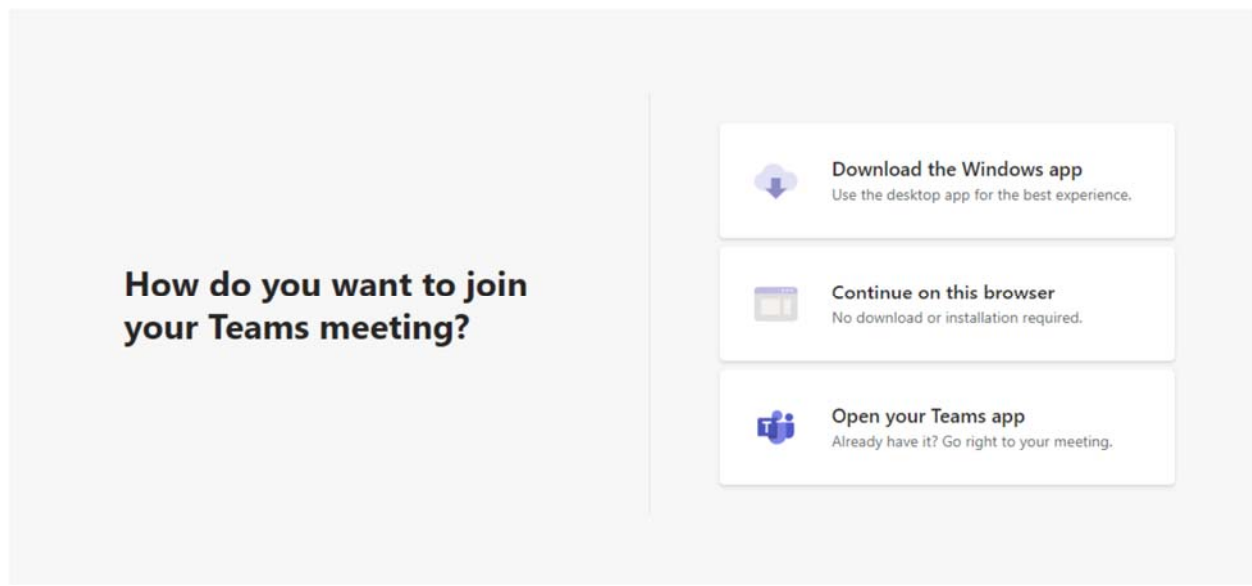 How do you want to join
your Teams meeting?
Download the Windows app
Use the desktop app for the best experience.
Continue on this browser
No download or installation required.
T
Open your Teams app
Already have it? Go right to your meeting.